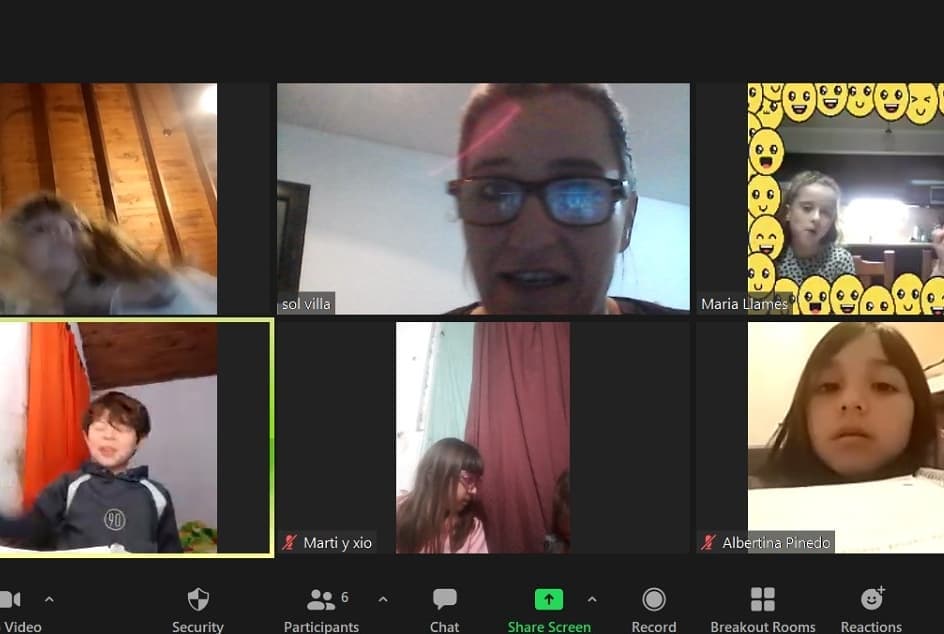 sol villa
Maria Llames
90
Marti y xio
Albertina Pinedo
6
Video
Security
Participants
Chat
Share Screen
Record
Breakout Rooms
Reactions